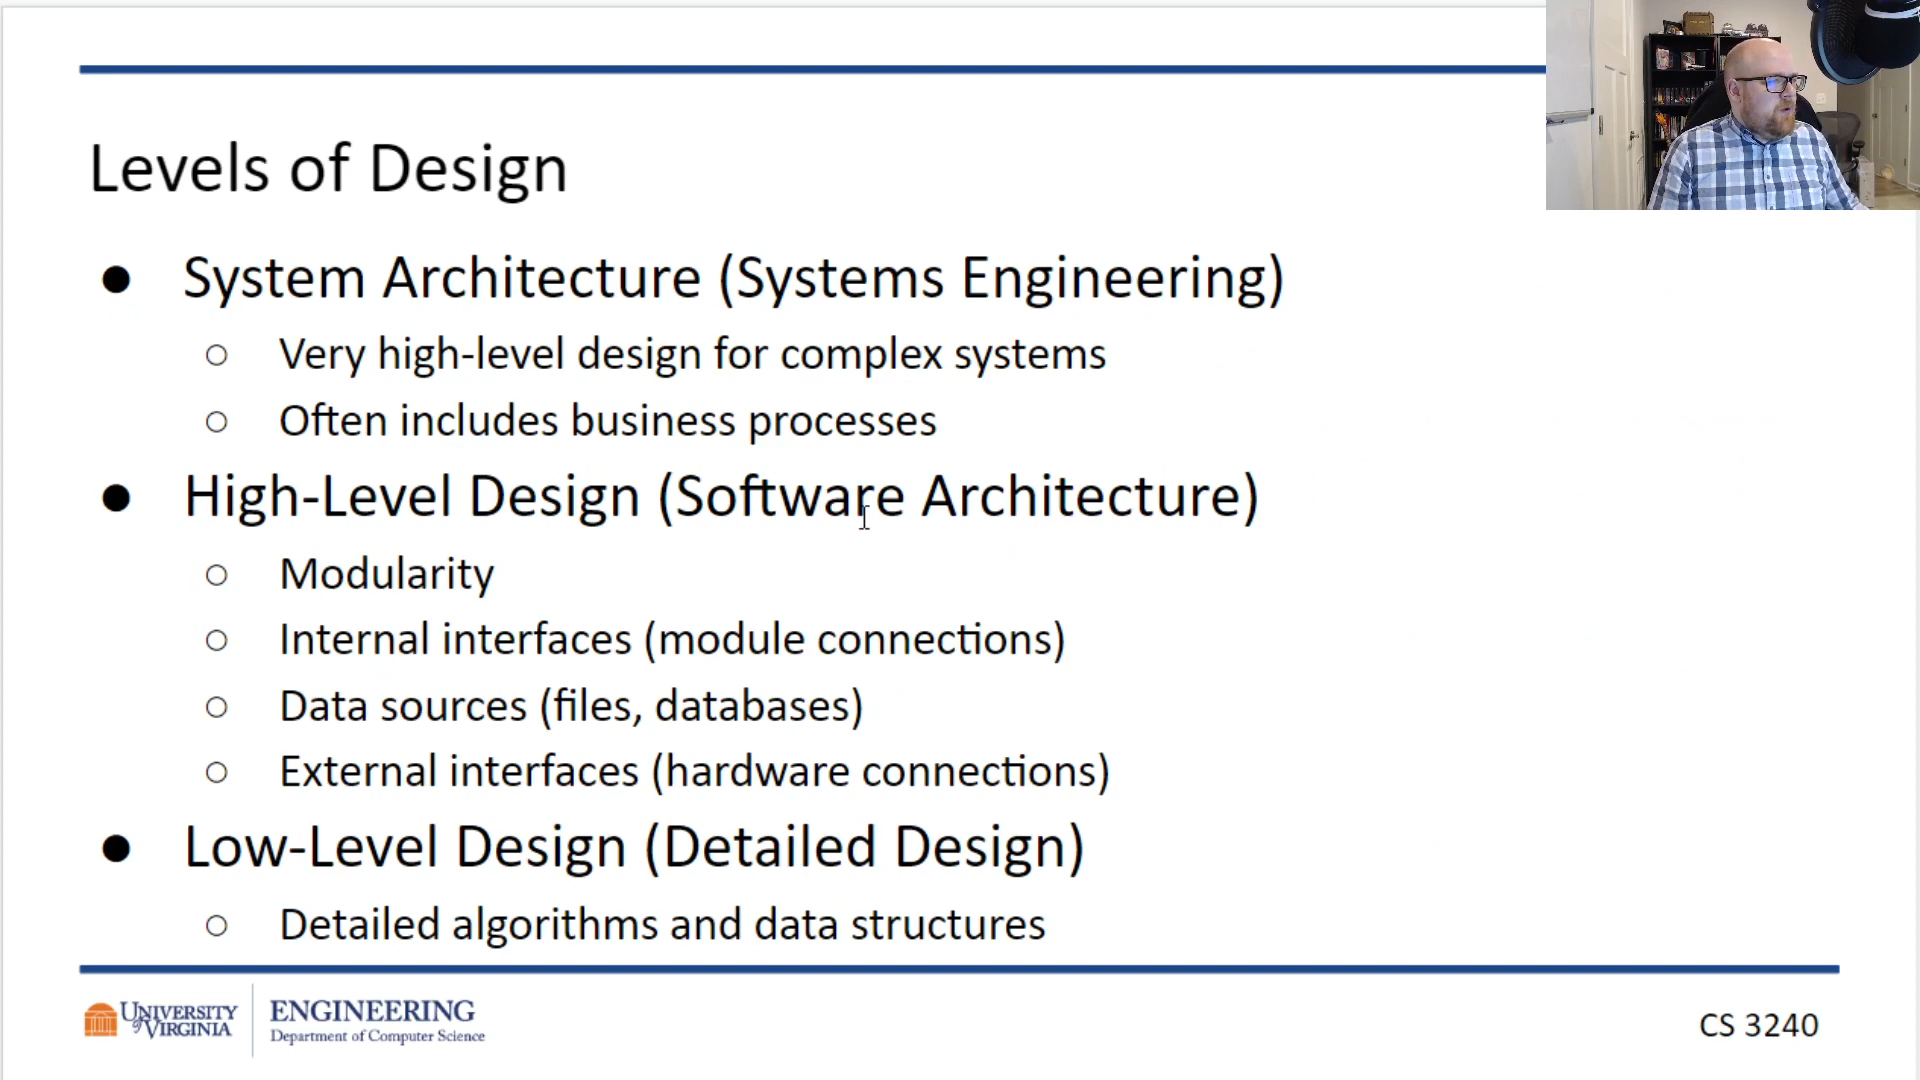 Levels of Design
● System Architecture (Systems Engineering)
○ Very high-level design for complex systems
○ Often includes business processes
● High-Level Design (Software Architecture)
○ Modularity
○ Internal interfaces (module connections)
○ Data sources (files, databases)
○ External interfaces (hardware connections)
● Low-Level Design (Detailed Design)
○ Detailed algorithms and data structures
UNIVERSITY
of VIRGINIA
ENGINEERING
Department of Computer Science
CS 3240